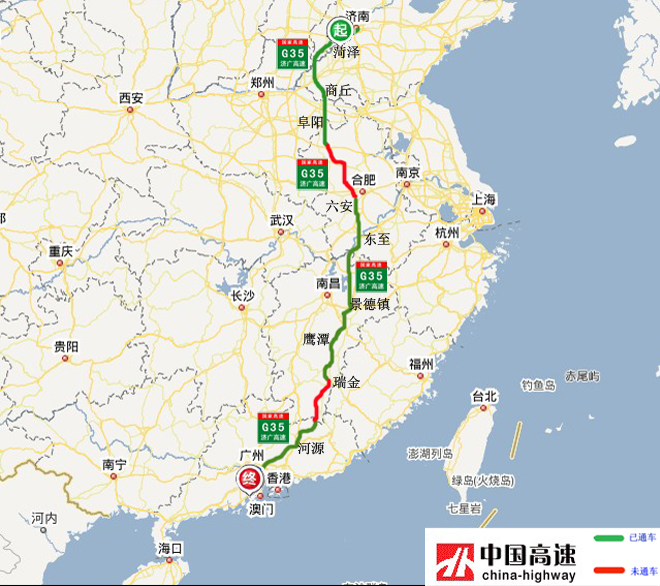 济南
起
菏泽
国家高速
G35
济广高速
郑州
商丘
西安
阜阳
国家高速
G35
济广高速
合肥
南京
六安
上海
武汉
东至
杭州
重庆
国家高速
G35
济广高速
南昌
长沙
景德镇
鹰潭
贵阳
福州
瑞金
钓鱼岛
赤尾屿
台北
国家高速
G35
济广高速
河源
广州
澎湖列岛
南宁
终
香港
绿岛(火烧岛)
澳门
七星岩
河内
海口
中国高速
china-highway
已通车
未通车